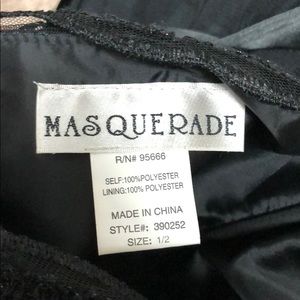 MASQUERADE
R/N# 95666
SELF:100%POLYESTER
LINING:100% POLYESTER
MADE IN CHINA
STYLE#: 390252
SIZE: 1/2